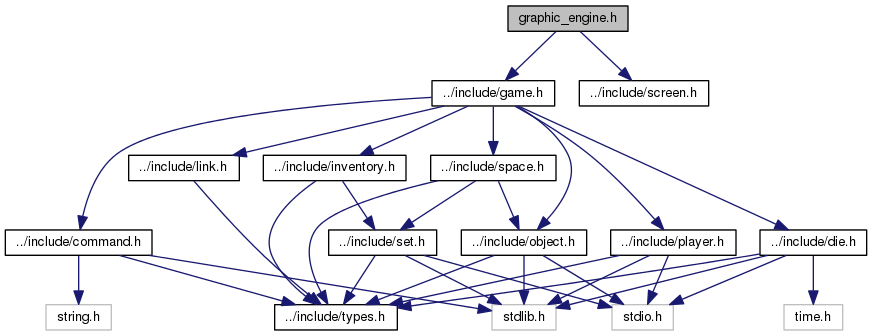 graphic_engine.h
../include/game.h
../include/screen.h
../include/link.h
../include/inventory.h
../include/space.h
../include/command.h
../include/set.h
../include/object.h
../include/player.h
../include/die.h
string.h
../include/types.h
stdlib.h
stdio.h
time.h